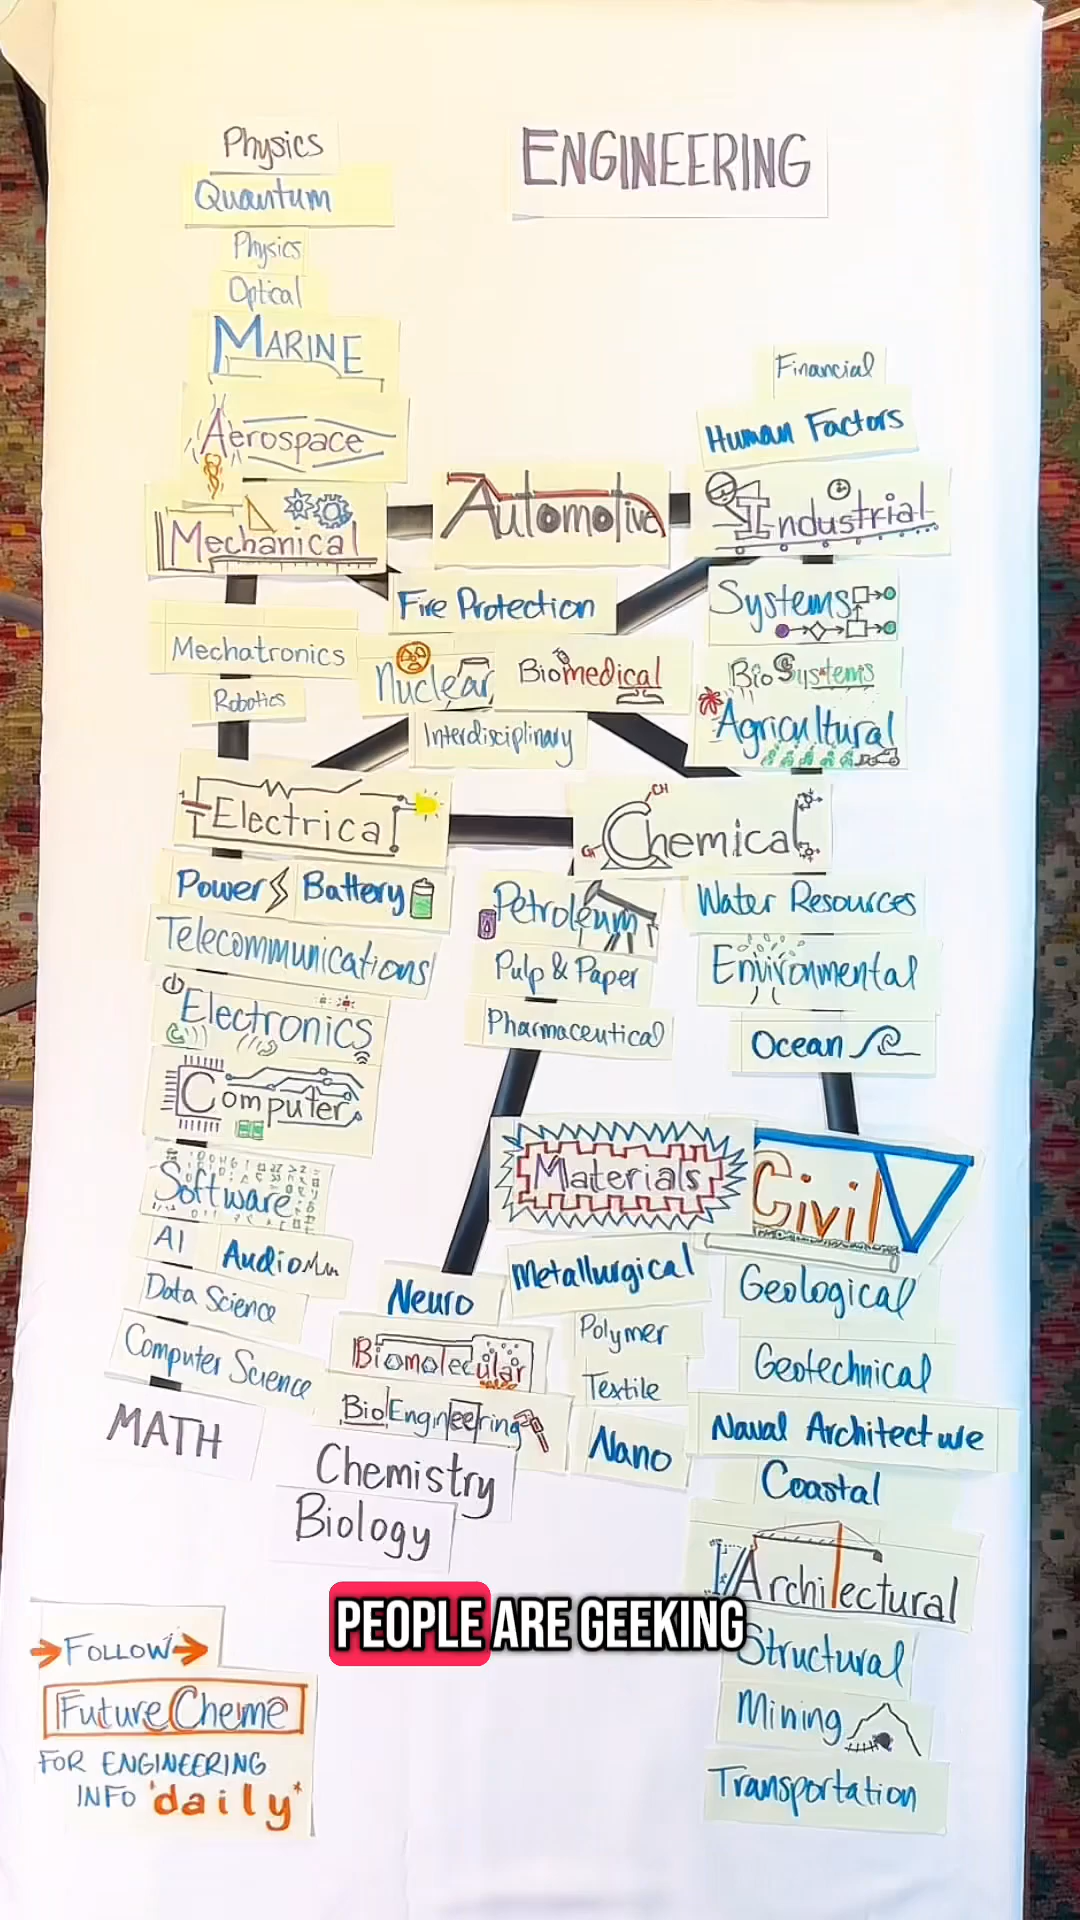 Physics
ENGINEERING
Quantum
Physics
Optical
MARINE
Aerospace
Mechanical
Automotive
Financial
Human Factors
Industrial
Fire Protection
Systems
Mechatronics
Nuclear
Biomedical
BioSystems
Robotics
Interdisciplinary
Agricultural
Electrical
Chemical
CH
CH
Power Battery
Petroleum
Water Resources
Telecommunications
Pulp & Paper
Environmental
Electronics
Pharmaceutical
Ocean
Computer
Materials
Civil
Software
AI
Audio
Metallurgical
Geological
Data Science
Neuro
Polymer
Geotechnical
Computer Science
Biomolecular
Textile
BioEngineering
Nano
Naval Architecture
MATH
Chemistry
Coastal
Biology
Architectural
PEOPLE ARE GEEKING
Structural
FOLLOW
Mining
FutureCheme
FOR ENGINEERING
INFO *daily*
Transportation